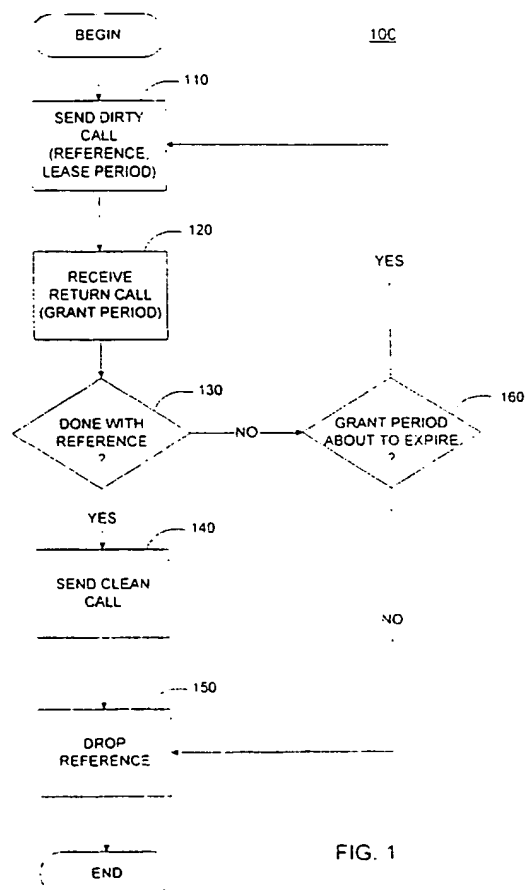 BEGIN
10C
110
SEND DIRTY
CALL
(REFERENCE,
LEASE PERIOD)
120
RECEIVE
RETURN CALL
(GRANT PERIOD)
YES
130
DONE WITH
REFERENCE
?
NO
160
GRANT PERIOD
ABOUT TO EXPIRE.
?
YES
140
SEND CLEAN
CALL
NO
150
DROP
REFERENCE
END
FIG. 1